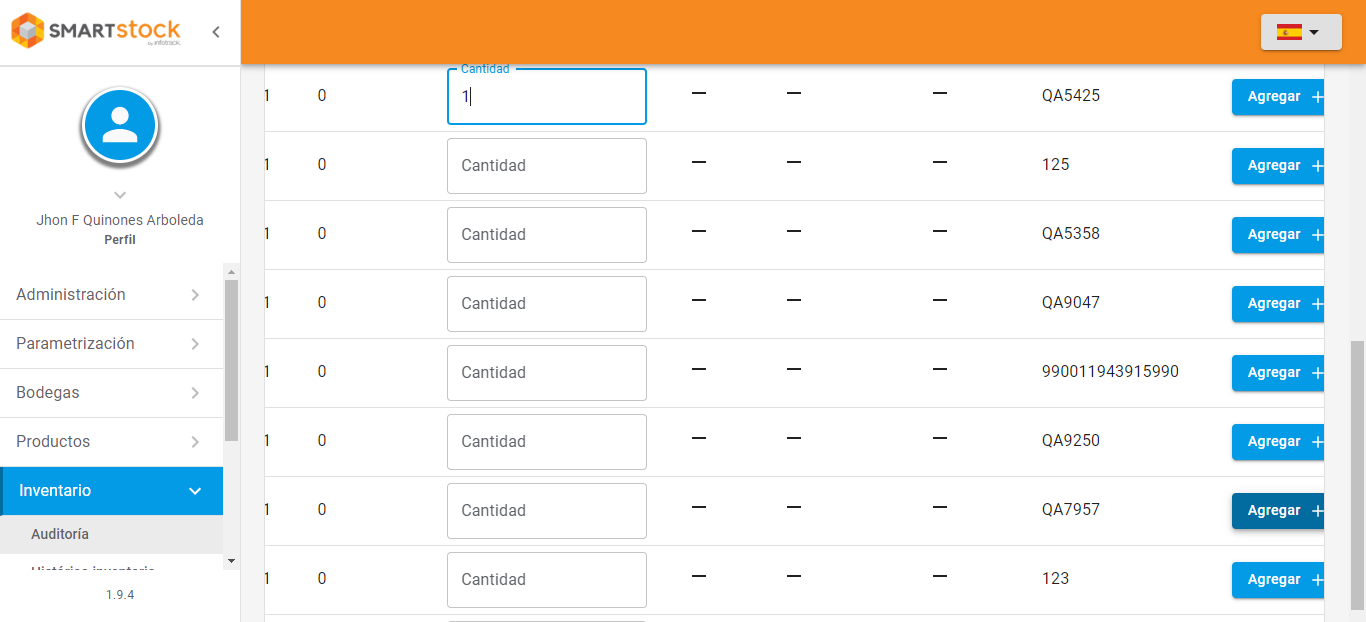 SMARTstock
by infotrack.
Jhon F Quinones Arboleda
Perfil
Administración
Parametrización
Bodegas
Productos
Inventario
Auditoría
Histórico inventario
1.9.4
Cantidad
1 0 1 — — — QA5425 Agregar +
1 0 Cantidad — — — 125 Agregar +
1 0 Cantidad — — — QA5358 Agregar +
1 0 Cantidad — — — QA9047 Agregar +
1 0 Cantidad — — — 990011943915990 Agregar +
1 0 Cantidad — — — QA9250 Agregar +
1 0 Cantidad — — — QA7957 Agregar +
1 0 Cantidad — — — 123 Agregar +